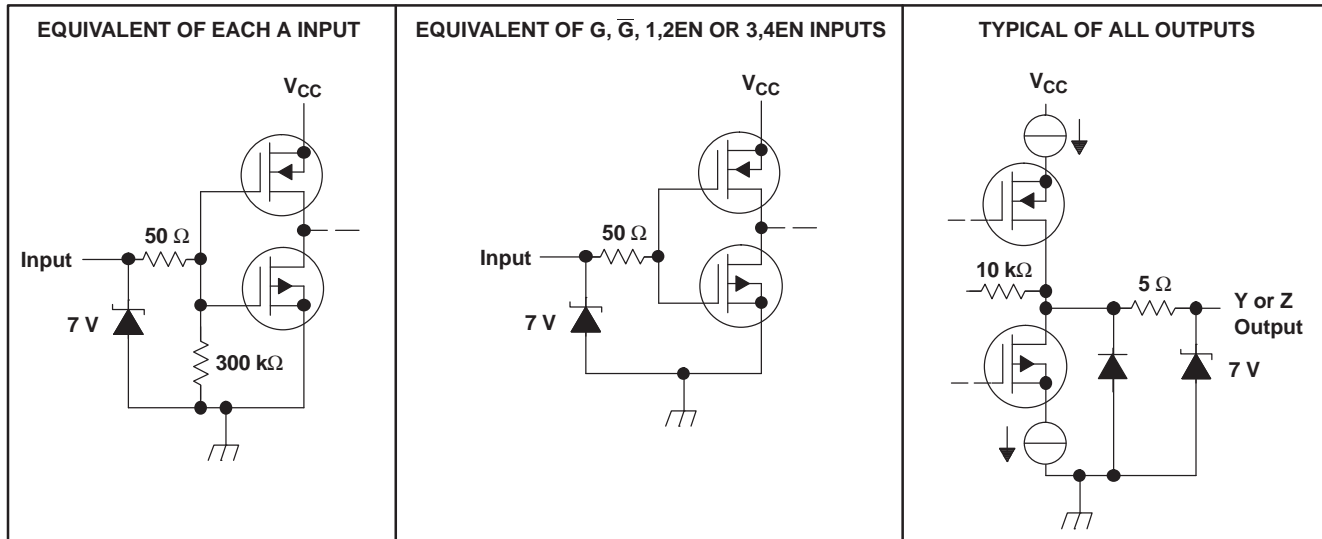 EQUIVALENT OF EACH A INPUT
VCC
50 Ω
Input
7 V
300 kΩ
EQUIVALENT OF G, G̅, 1,2EN OR 3,4EN INPUTS
VCC
50 Ω
Input
7 V
TYPICAL OF ALL OUTPUTS
VCC
10 kΩ
5 Ω
Y or Z
Output
7 V